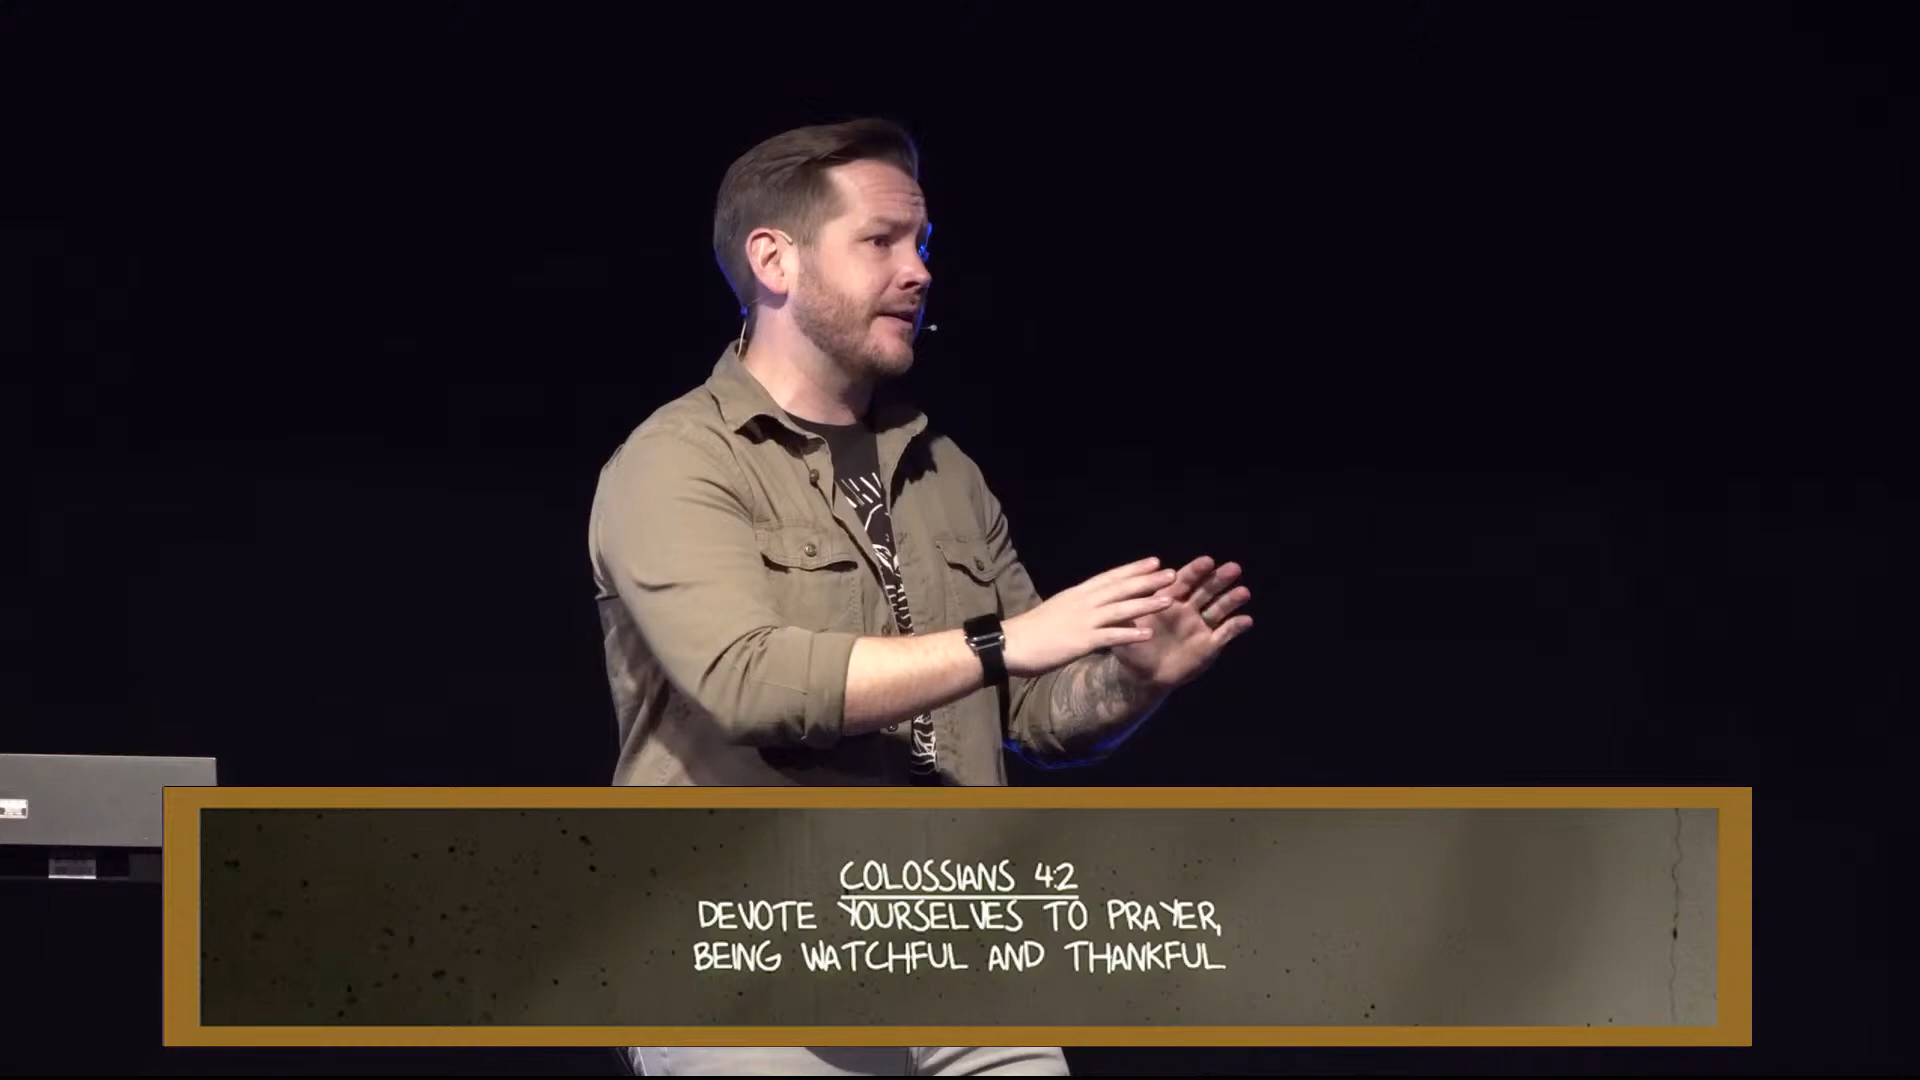 COLOSSIANS 4:2
DEVOTE YOURSELVES TO PRAYER,
BEING WATCHFUL AND THANKFUL.